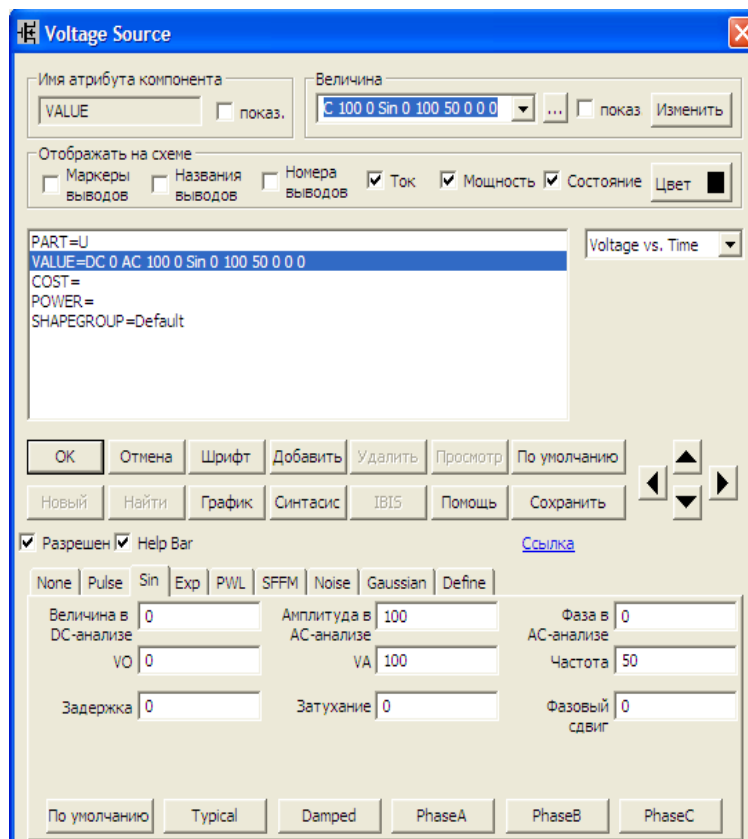 Voltage Source
Имя атрибута компонента
VALUE
показ.
Величина
C 100 0 Sin 0 100 50 0 0 0
...
показ
Изменить
Отображать на схеме
Маркеры выводов
Названия выводов
Номера выводов
Ток
Мощность
Состояние
Цвет
PART=U
VALUE=DC 0 AC 100 0 Sin 0 100 50 0 0 0
COST=
POWER=
SHAPEGROUP=Default
Voltage vs. Time
OK Отмена Шрифт Добавить Удалить Просмотр По умолчанию
Новый Найти График Синтасис IBIS Помощь Сохранить
Разрешен Help Bar Ссылка
None Pulse Sin Exp PWL SFFM Noise Gaussian Define
Величина в DC-анализе 0
Амплитуда в AC-анализе 100
Фаза в AC-анализе 0
VO 0
VA 100
Частота 50
Задержка 0
Затухание 0
Фазовый сдвиг 0
По умолчанию Typical Damped PhaseA PhaseB PhaseC